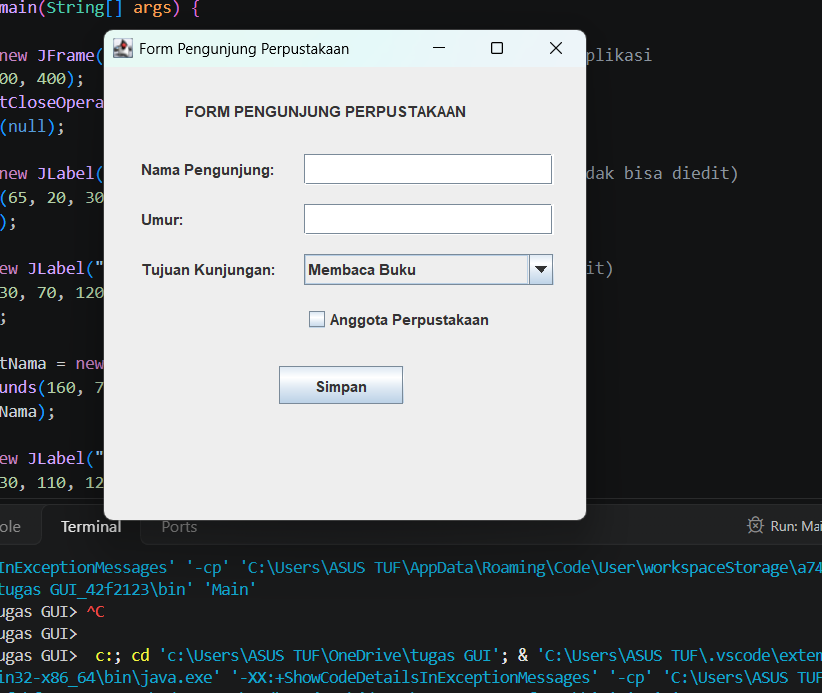 main(String[] args) {
Form Pengunjung Perpustakaan
new JFrame( plikasi
00, 400);
tCloseOpera
(null);
FORM PENGUNJUNG PERPUSTAKAAN
new JLabel( dak bisa diedit)
(65, 20, 30
);
Nama Pengunjung:
Umur:
ew JLabel(" it)
30, 70, 120
;
Tujuan Kunjungan: Membaca Buku
Anggota Perpustakaan
tNama = new
unds(160, 7
Nama);
Simpan
ew JLabel("
30, 110, 12
ole Terminal Ports Run: Mai
InExceptionMessages' '-cp' 'C:\Users\ASUS TUF\AppData\Roaming\Code\User\workspaceStorage\a74
tugas GUI_42f2123\bin' 'Main'
ugas GUI> ^C
ugas GUI>
ugas GUI> c:; cd 'c:\Users\ASUS TUF\OneDrive\tugas GUI'; & 'C:\Users\ASUS TUF\.vscode\exten
in32-x86_64\bin\java.exe' '-XX:+ShowCodeDetailsInExceptionMessages' '-cp' 'C:\Users\ASUS TUF